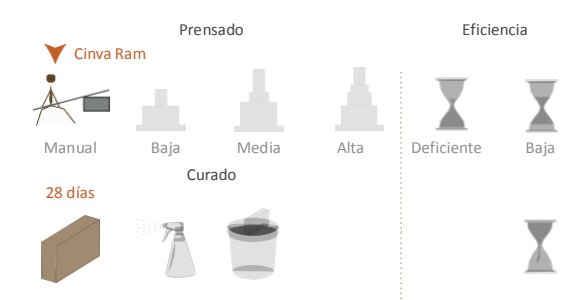 Prensado
Eficiencia
Cinva Ram
Manual
Baja
Media
Alta
Deficiente
Baja
Curado
28 días